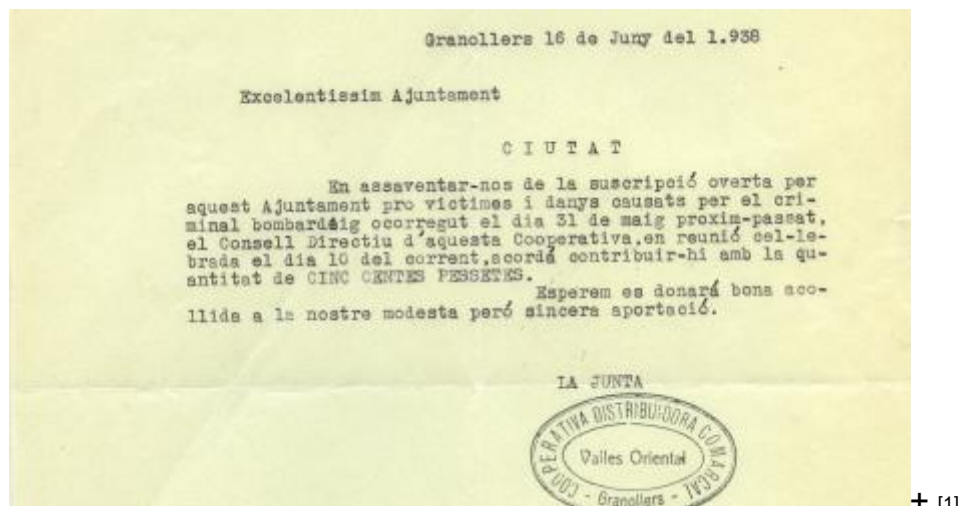 Granollers 16 de Juny del 1.938
Excelentissim Ajuntament
C I U T A T
En assaventar-nos de la suscripció overta per
aquest Ajuntament pro victimes i danys causats per el cri-
minal bombardeig ocorregut el dia 31 de maig proxim-passat,
el Consell Directiu d'aquesta Cooperativa,en reunió cel-le-
brada el dia 10 del corrent,acordá contribuir-hi amb la qu-
antitat de CINC CENTES PESSETES.
Esperem es donará bona aco-
llida a la nostre modesta peró sincera aportació.
LA JUNTA
COOPERATIVA DISTRIBUIDORA COMARCAL
Valles Oriental
- Granollers -
+ [1]